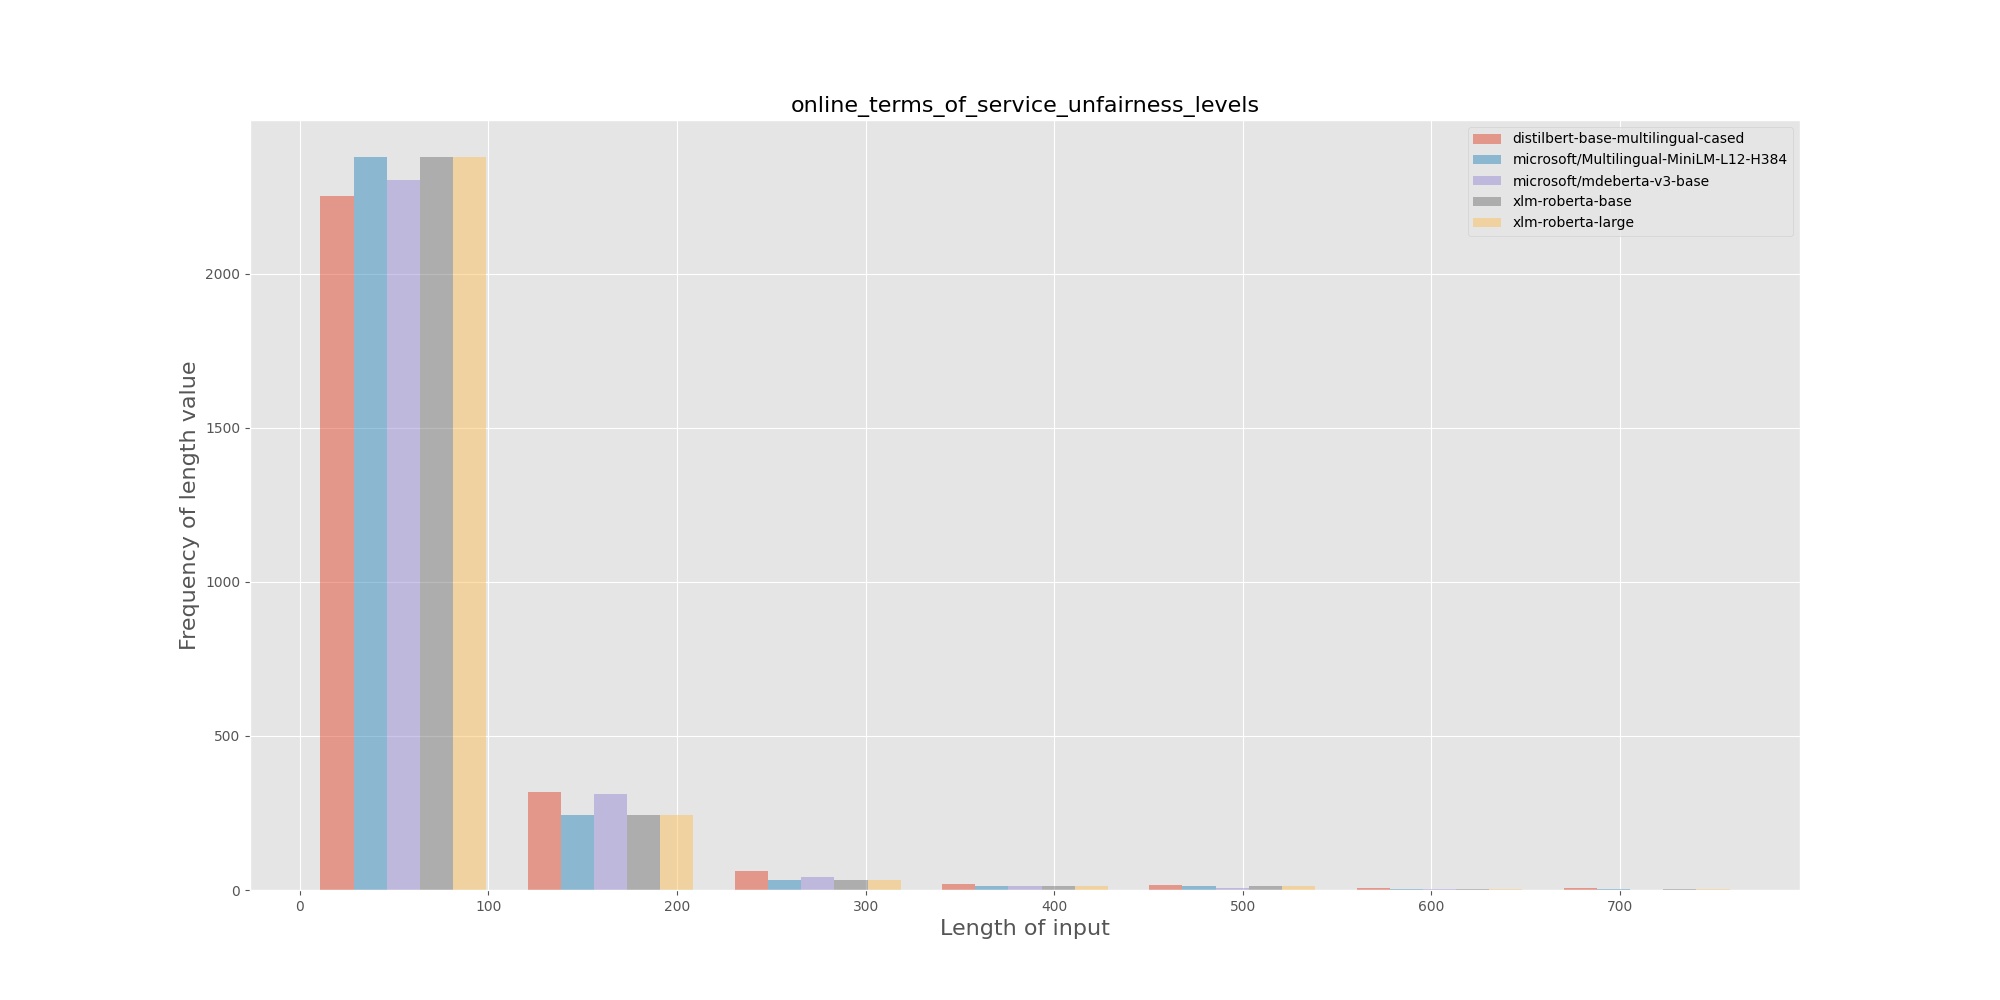 online_terms_of_service_unfairness_levels
distilbert-base-multilingual-cased
microsoft/Multilingual-MiniLM-L12-H384
microsoft/mdeberta-v3-base
xlm-roberta-base
xlm-roberta-large
Frequency of length value
2000
1500
1000
500
0
0 100 200 300 400 500 600 700
Length of input